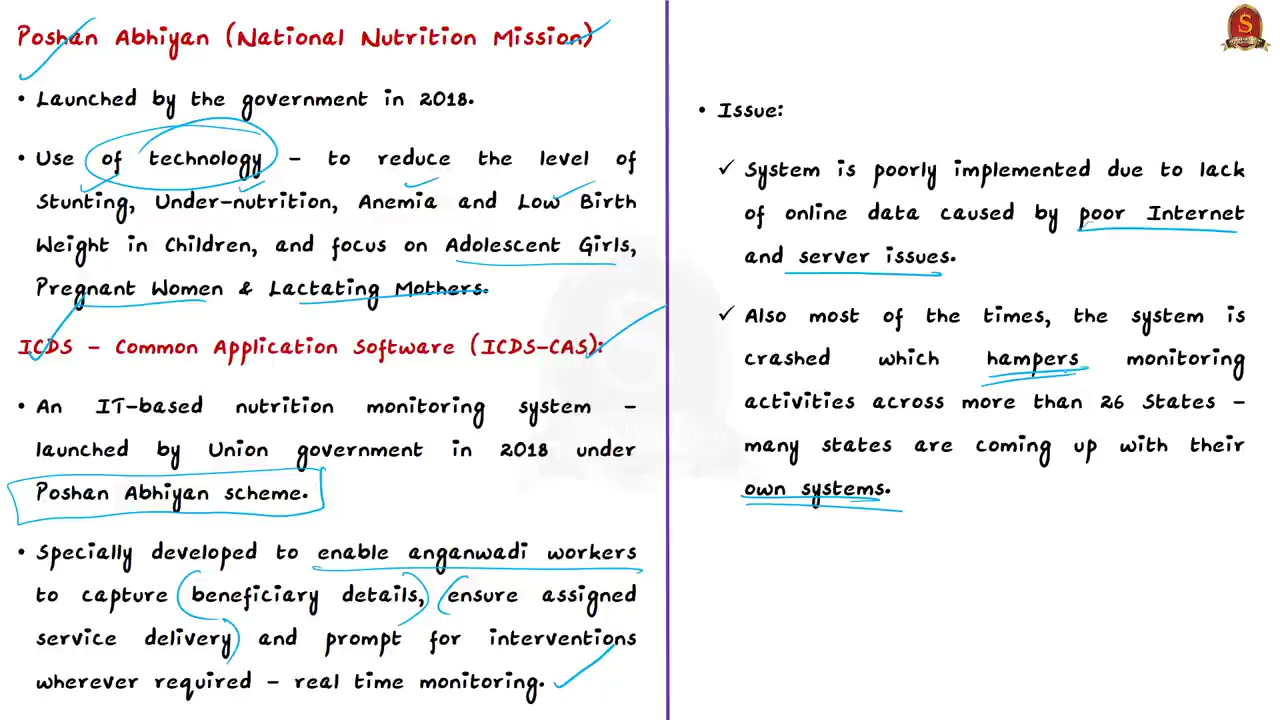 Poshan Abhiyan (National Nutrition Mission)
• Launched by the government in 2018.
• Use of technology – to reduce the level of
Stunting, Under-nutrition, Anemia and Low Birth
Weight in Children, and focus on Adolescent Girls,
Pregnant Women & Lactating Mothers.
ICDS – Common Application Software (ICDS-CAS):
• An IT-based nutrition monitoring system –
launched by Union government in 2018 under
Poshan Abhiyan scheme.
• Specially developed to enable anganwadi workers
to capture beneficiary details, ensure assigned
service delivery and prompt for interventions
wherever required – real time monitoring.
• Issue:
✓ System is poorly implemented due to lack
of online data caused by poor Internet
and server issues.
✓ Also most of the times, the system is
crashed which hampers monitoring
activities across more than 26 States –
many states are coming up with their
own systems.
S